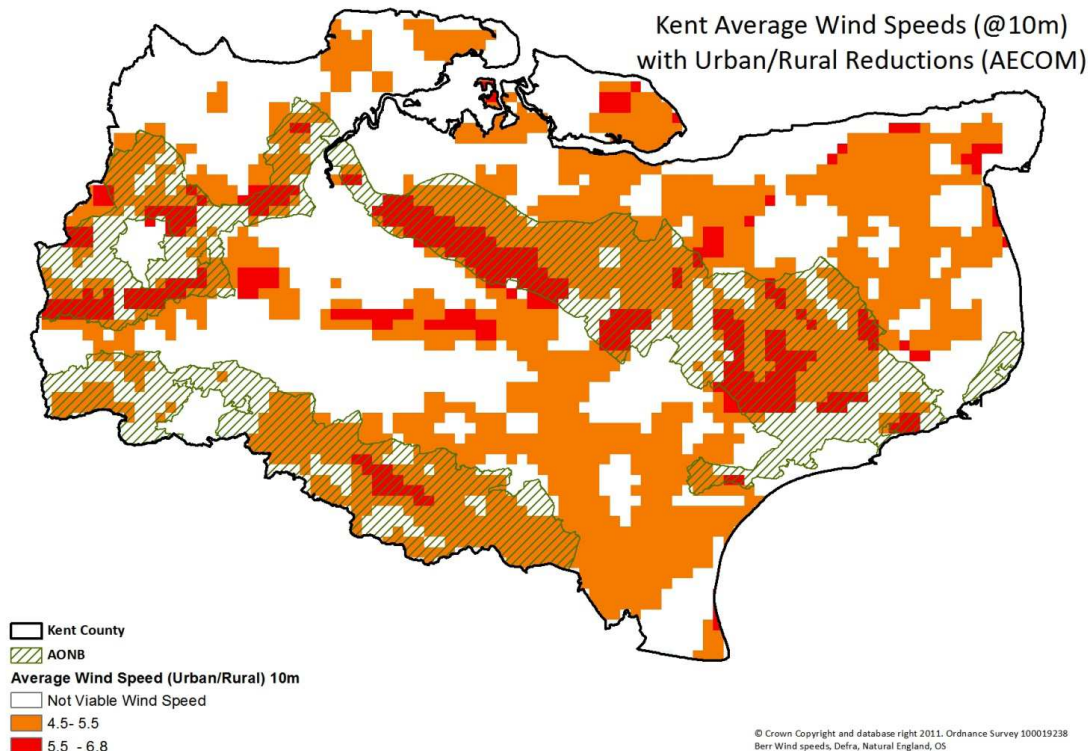 Kent Average Wind Speeds (@10m)
with Urban/Rural Reductions (AECOM)
Kent County
AONB
Average Wind Speed (Urban/Rural) 10m
Not Viable Wind Speed
4.5- 5.5
5.5 - 6.8
© Crown Copyright and database right 2011. Ordnance Survey 100019238
Berr Wind speeds, Defra, Natural England, OS